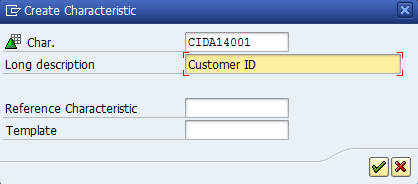 Create Characteristic
Char. CIDA14001
Long description Customer ID
Reference Characteristic
Template